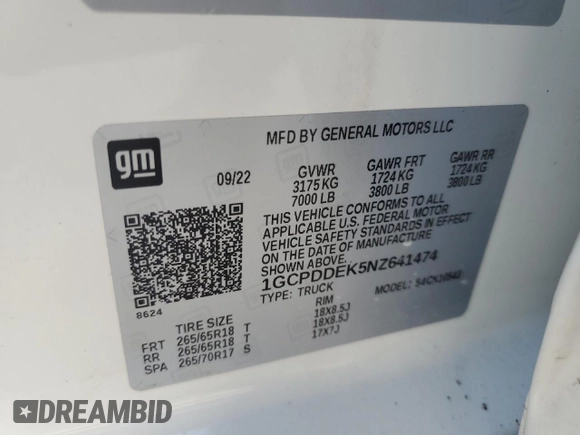 MFD BY GENERAL MOTORS LLC
gm
09/22
GVWR GAWR FRT GAWR RR
3175 KG 1724 KG 1724 KG
7000 LB 3800 LB 3800 LB
THIS VEHICLE CONFORMS TO ALL
APPLICABLE U.S. FEDERAL MOTOR
VEHICLE SAFETY STANDARDS IN EFFECT
ON THE DATE OF MANUFACTURE
SHOWN ABOVE.
1GCPDDEK5NZ641474
TYPE: TRUCK MODEL:
8624
TIRE SIZE RIM
FRT 265/65R18 T 18X8.5J
RR 265/65R18 T 18X8.5J
SPA 265/70R17 S 17X7J
DREAMBID